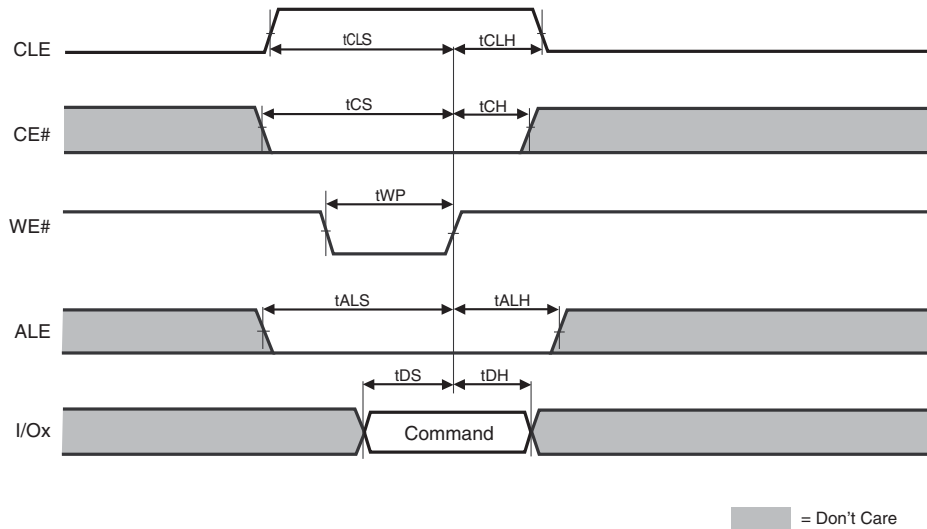 CLE
tCLS
tCLH
CE#
tCS
tCH
WE#
tWP
ALE
tALS
tALH
I/Ox
tDS
tDH
Command
= Don't Care